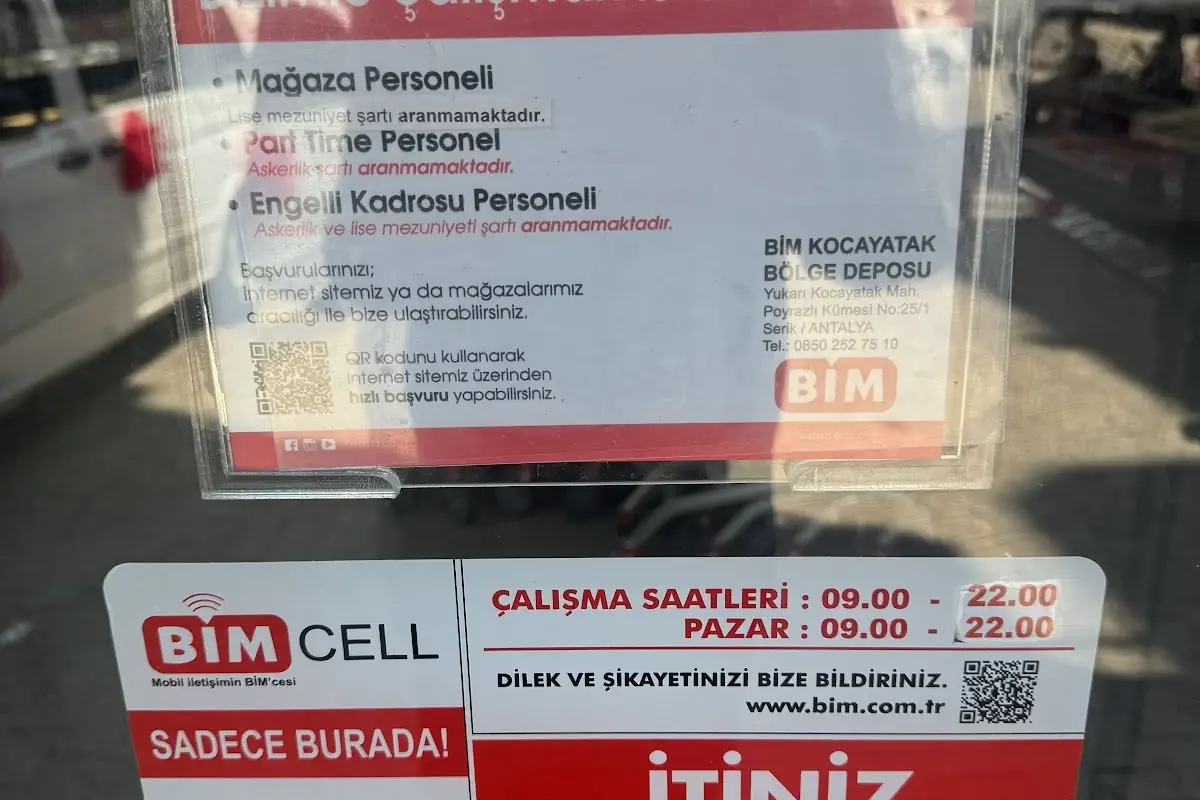 • Mağaza Personeli
Lise mezuniyet şartı aranmamaktadır.
• Part Time Personel
Askerlik şartı aranmamaktadır.
• Engelli Kadrosu Personeli
Askerlik ve lise mezuniyeti şartı aranmamaktadır.
Başvurularınızı;
internet sitemiz ya da mağazalarımız
aracılığı ile bize ulaştırabilirsiniz.
QR kodunu kullanarak
internet sitemiz üzerinden
hızlı başvuru yapabilirsiniz.
BİM KOCAYATAK
BÖLGE DEPOSU
Yukarı Kocayatak Mah.
Poyrazlı Kümesi No:25/1
Serik / ANTALYA
Tel.: 0850 252 75 10
BİM
BİM CELL
Mobil iletişimin BİM'cesi
SADECE BURADA!
ÇALIŞMA SAATLERİ : 09.00 - 22.00
PAZAR : 09.00 - 22.00
DİLEK VE ŞİKAYETİNİZİ BİZE BİLDİRİNİZ.
www.bim.com.tr
İTİNİZ